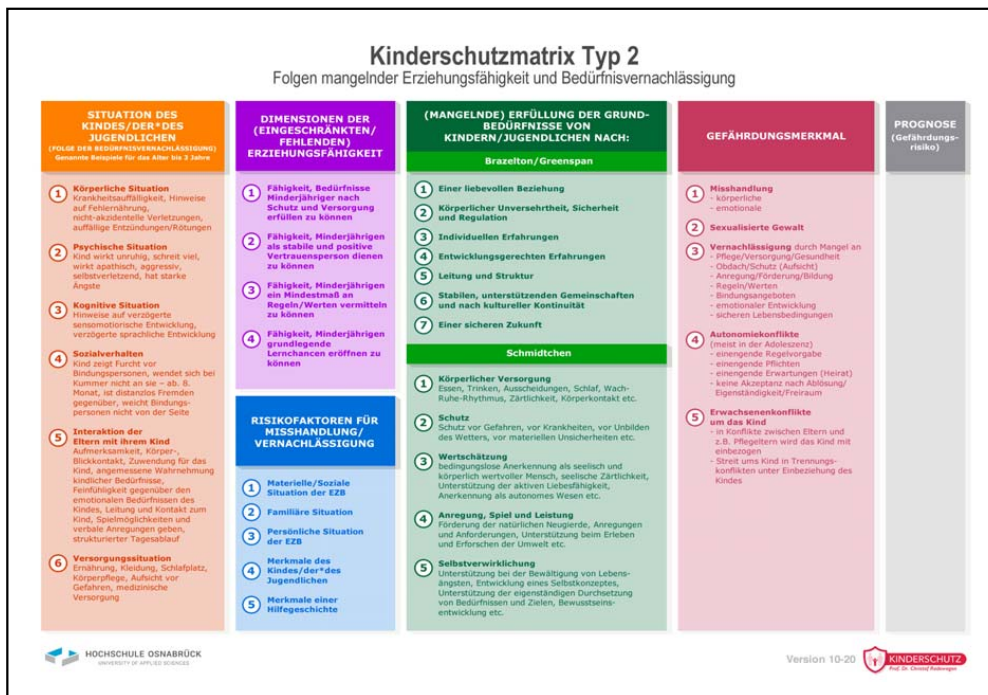 Kinderschutzmatrix Typ 2
Folgen mangelnder Erziehungsfähigkeit und Bedürfnisvernachlässigung
SITUATION DES
KINDES/DER*DES
JUGENDLICHEN
(FOLGE DER BEDÜRFNISVERNACHLÄSSIGUNG)
Genannte Beispiele für das Alter bis 3 Jahre
1 Körperliche Situation
Krankheitsauffälligkeit, Hinweise
auf Fehlernährung,
nicht-akzidentelle Verletzungen,
auffällige Entzündungen/Rötungen
2 Psychische Situation
Kind wirkt unruhig, schreit viel,
wirkt apathisch, aggressiv,
selbstverletzend, hat starke
Ängste
3 Kognitive Situation
Hinweise auf verzögerte
sensomotiorische Entwicklung,
verzögerte sprachliche Entwicklung
4 Sozialverhalten
Kind zeigt Furcht vor
Bindungspersonen, wendet sich bei
Kummer nicht an sie – ab. 8.
Monat, ist distanzlos Fremden
gegenüber, weicht Bindungs-
personen nicht von der Seite
5 Interaktion der
Eltern mit ihrem Kind
Aufmerksamkeit, Körper-,
Blickkontakt, Zuwendung für das
Kind, angemessene Wahrnehmung
kindlicher Bedürfnisse,
Feinfühligkeit gegenüber den
emotionalen Bedürfnissen des
Kindes, Leitung und Kontakt zum
Kind, Spielmöglichkeiten und
verbale Anregungen geben,
strukturierter Tagesablauf
6 Versorgungssituation
Ernährung, Kleidung, Schlafplatz,
Körperpflege, Aufsicht vor
Gefahren, medizinische
Versorgung
DIMENSIONEN DER
(EINGESCHRÄNKTEN/
FEHLENDEN)
ERZIEHUNGSFÄHIGKEIT
1 Fähigkeit, Bedürfnisse
Minderjähriger nach
Schutz und Versorgung
erfüllen zu können
2 Fähigkeit, Minderjährigen
als stabile und positive
Vertrauensperson dienen
zu können
3 Fähigkeit, Minderjährigen
ein Mindestmaß an
Regeln/Werten vermitteln
zu können
4 Fähigkeit, Minderjährigen
grundlegende
Lernchancen eröffnen zu
können
RISIKOFAKTOREN FÜR
MISSHANDLUNG/
VERNACHLÄSSIGUNG
1 Materielle/Soziale
Situation der EZB
2 Familiäre Situation
3 Persönliche Situation
der EZB
4 Merkmale des
Kindes/der*des
Jugendlichen
5 Merkmale einer
Hilfegeschichte
(MANGELNDE) ERFÜLLUNG DER GRUND-
BEDÜRFNISSE VON
KINDERN/JUGENDLICHEN NACH:
Brazelton/Greenspan
1 Einer liebevollen Beziehung
2 Körperlicher Unversehrtheit, Sicherheit
und Regulation
3 Individuellen Erfahrungen
4 Entwicklungsgerechten Erfahrungen
5 Leitung und Struktur
6 Stabilen, unterstützenden Gemeinschaften
und nach kultureller Kontinuität
7 Einer sicheren Zukunft
Schmidtchen
1 Körperlicher Versorgung
Essen, Trinken, Ausscheidungen, Schlaf, Wach-
Ruhe-Rhythmus, Zärtlichkeit, Körperkontakt etc.
2 Schutz
Schutz vor Gefahren, vor Krankheiten, vor Unbilden
des Wetters, vor materiellen Unsicherheiten etc.
3 Wertschätzung
bedingungslose Anerkennung als seelisch und
körperlich wertvoller Mensch, seelische Zärtlichkeit,
Unterstützung der aktiven Liebesfähigkeit,
Anerkennung als autonomes Wesen etc.
4 Anregung, Spiel und Leistung
Förderung der natürlichen Neugierde, Anregungen
und Anforderungen, Unterstützung beim Erleben
und Erforschen der Umwelt etc.
5 Selbstverwirklichung
Unterstützung bei der Bewältigung von Lebens-
ängsten, Entwicklung eines Selbstkonzeptes,
Unterstützung der eigenständigen Durchsetzung
von Bedürfnissen und Zielen, Bewusstseins-
entwicklung etc.
GEFÄHRDUNGSMERKMAL
1 Misshandlung
- körperliche
- emotionale
2 Sexualisierte Gewalt
3 Vernachlässigung durch Mangel an
- Pflege/Versorgung/Gesundheit
- Obdach/Schutz (Aufsicht)
- Anregung/Förderung/Bildung
- Regeln/Werten
- Bindungsangeboten
- emotionaler Entwicklung
- sicheren Lebensbedingungen
4 Autonomiekonflikte
(meist in der Adoleszenz)
- einengende Regelvorgabe
- einengende Pflichten
- einengende Erwartungen (Heirat)
- keine Akzeptanz nach Ablösung/
Eigenständigkeit/Freiraum
5 Erwachsenenkonflikte
um das Kind
- in Konflikte zwischen Eltern und
z.B. Pflegeltern wird das Kind mit
einbezogen
- Streit ums Kind in Trennungs-
konflikten unter Einbeziehung des
Kindes
PROGNOSE
(Gefährdungs-
risiko)
HOCHSCHULE OSNABRÜCK
UNIVERSITY OF APPLIED SCIENCES
Version 10-20
KINDERSCHUTZ
Prof. Dr. Christof Radewagen